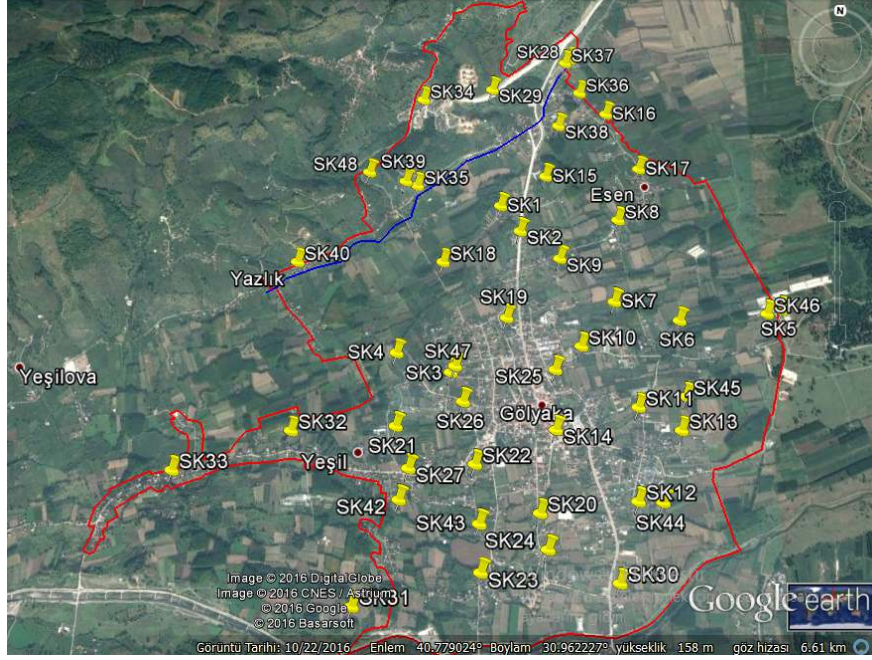 N
SK28
SK37
SK34
SK29
SK36
SK16
SK38
SK48
SK39
SK35
SK15
SK17
Esen
SK1
SK8
SK2
SK40
SK18
SK9
Yazlık
SK19
SK7
SK46
SK5
SK6
SK4
SK47
SK10
SK3
SK25
Yeşilova
SK26
SK45
SK11
Gölyaka
SK32
SK21
SK14
SK13
SK33
Yeşil
SK27
SK22
SK42
SK12
SK43
SK20
SK44
SK24
SK23
SK30
SK31
Image © 2016 DigitalGlobe
Image © 2016 CNES / Astrium
© 2016 Google
© 2016 Basarsoft
Google earth
Görüntü Tarihi: 10/22/2016 Enlem 40.779024° Boylam 30.962227° yükseklik 158 m göz hizası 6.61 km